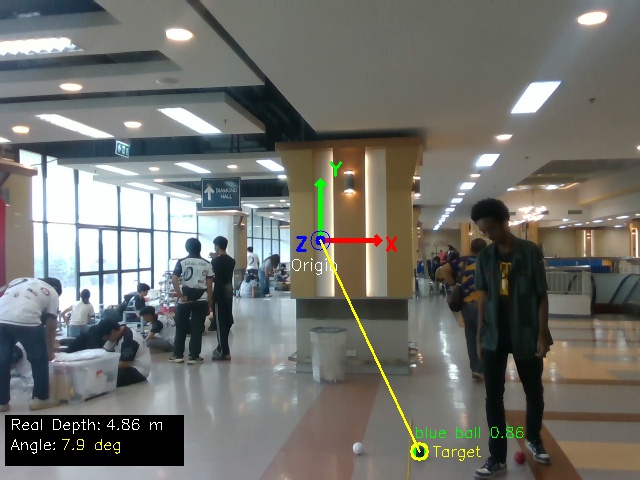 DIAMOND
HALL
Y
Z
X
Origin
blue ball 0.86
Target
Real Depth: 4.86 m
Angle: 7.9 deg